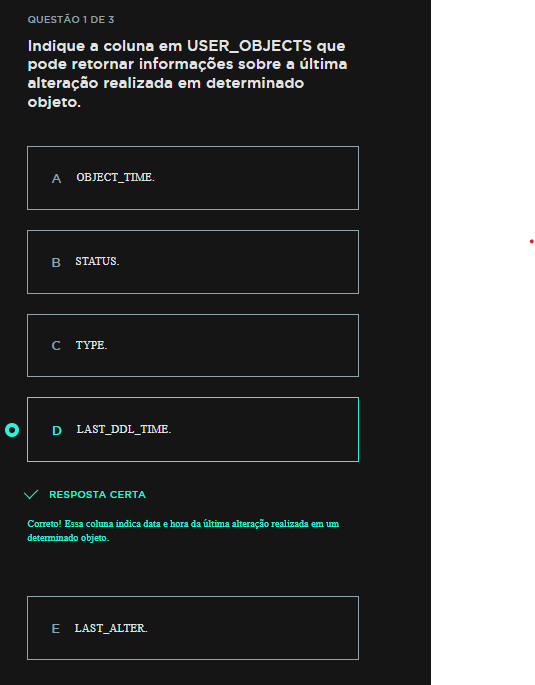 QUESTÃO 1 DE 3
Indique a coluna em USER_OBJECTS que
pode retornar informações sobre a última
alteração realizada em determinado
objeto.
A OBJECT_TIME.
B STATUS.
C TYPE.
D LAST_DDL_TIME.
RESPOSTA CERTA
Correto! Essa coluna indica data e hora da última alteração realizada em um
determinado objeto.
E LAST_ALTER.